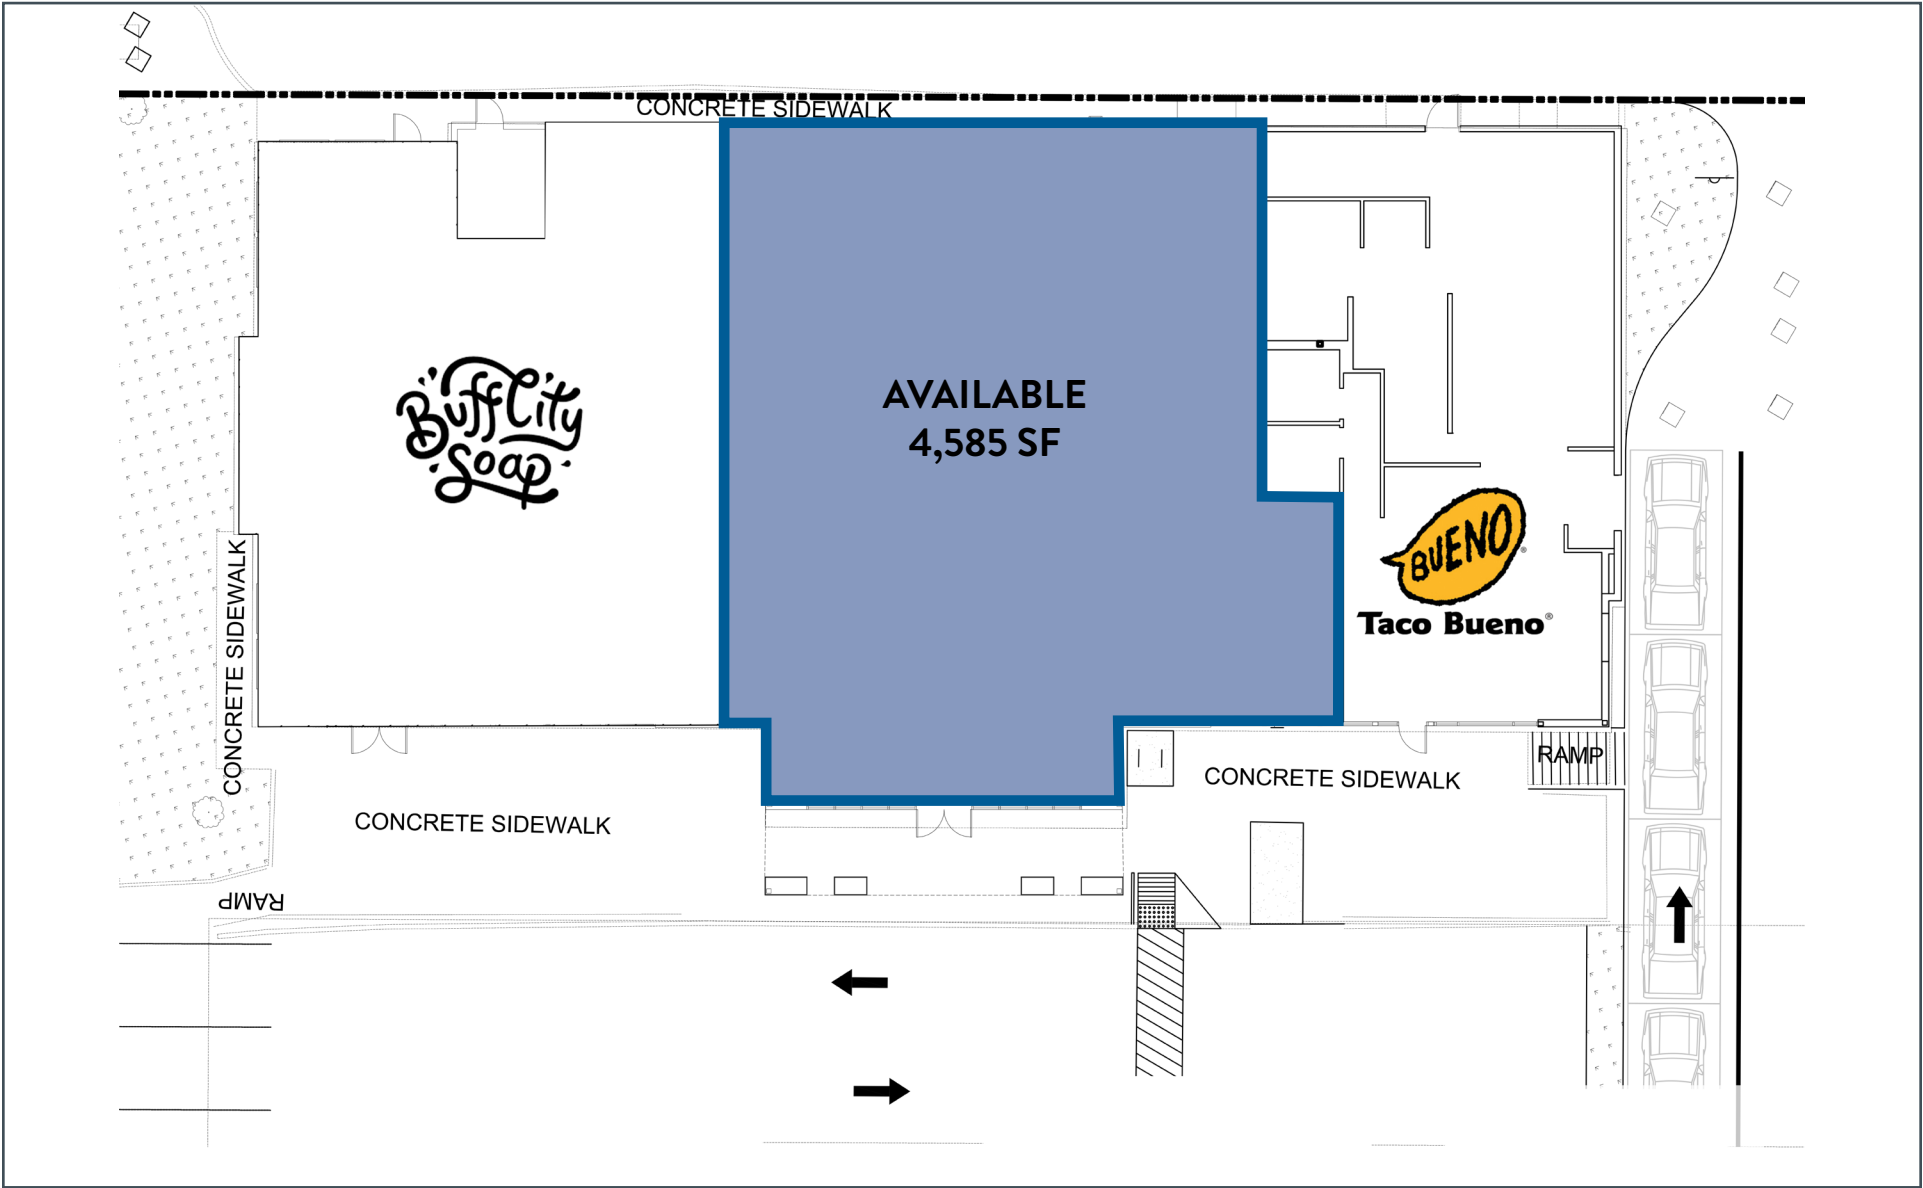 CONCRETE SIDEWALK
AVAILABLE
4,585 SF
Buff City
Soap
BUENO
®
Taco Bueno®
CONCRETE SIDEWALK
RAMP
CONCRETE SIDEWALK
CONCRETE SIDEWALK
RAMP